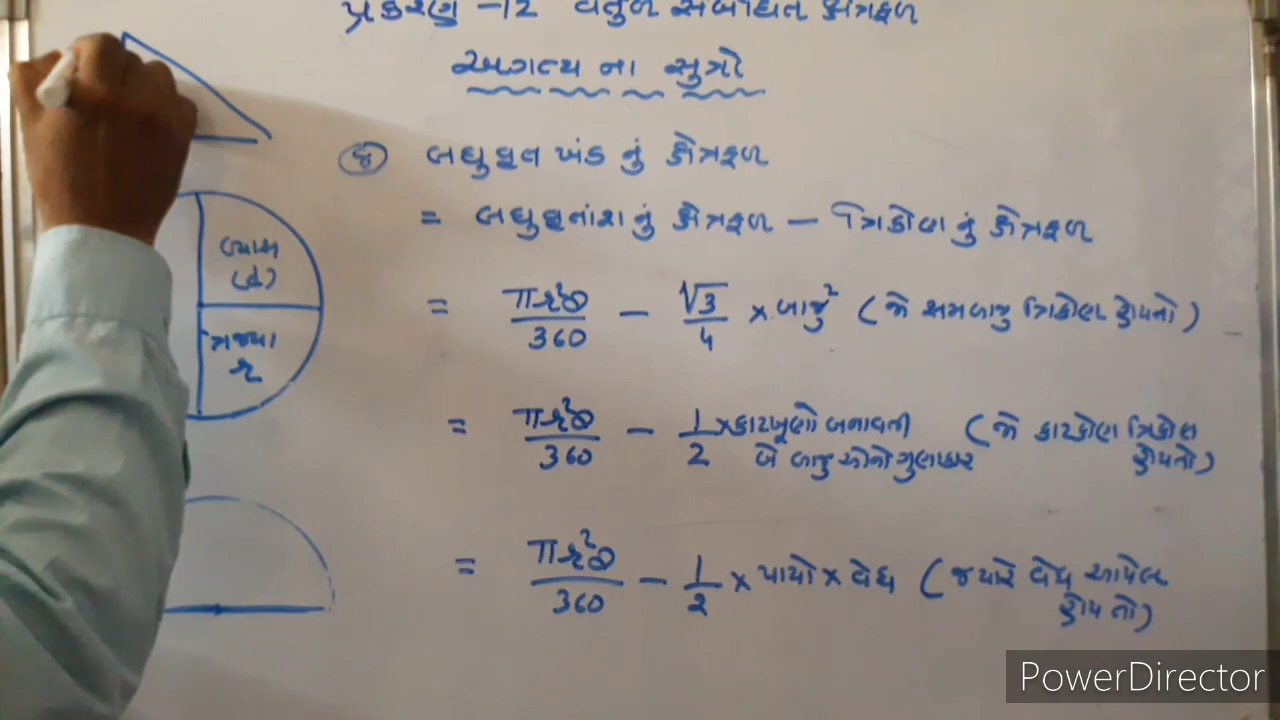 પ્રકરણ -12 વર્તુળ સંબંધિત ક્ષેત્રફળ
અગત્ય ના સુત્રો
લઘુવૃત ખંડ નું ક્ષેત્રફળ
= લઘુવૃતાંશ નું ક્ષેત્રફળ - ત્રિકોણ નું ક્ષેત્રફળ
વ્યાસ
(d)
= πr²θ/360 - √3/4 × બાજુ² (જો સમબાજુ ત્રિકોણ હોય તો)
ત્રિજ્યા
r
= πr²θ/360 - 1/2 × કાટખૂણો બનાવતી (જો કાટકોણ ત્રિકોણ
બે બાજુ ઓનો ગુણાકાર હોય તો)
= πr²θ/360 - 1/2 × પાયો × વેધ (જ્યારે વેધ આપેલ
હોય તો)
PowerDirector